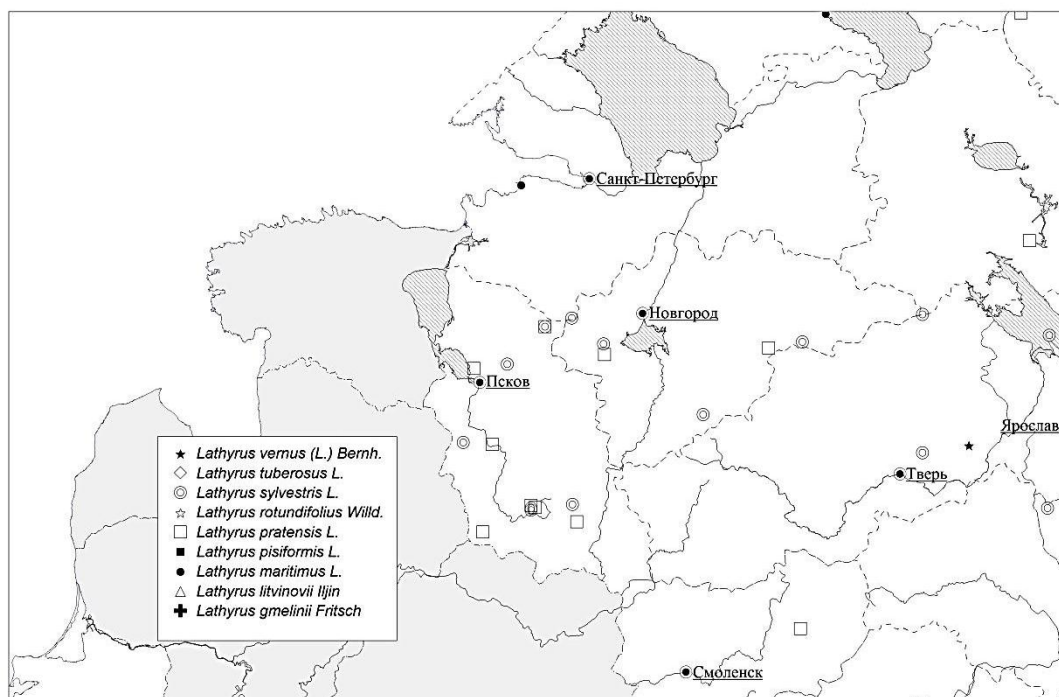 Санкт-Петербург
Новгород
Псков
Ярослав
Тверь
Смоленск
Lathyrus vernus (L.) Bernh.
Lathyrus tuberosus L.
Lathyrus sylvestris L.
Lathyrus rotundifolius Willd.
Lathyrus pratensis L.
Lathyrus pisiformis L.
Lathyrus maritimus L.
Lathyrus litvinovii Iljin
Lathyrus gmelinii Fritsch